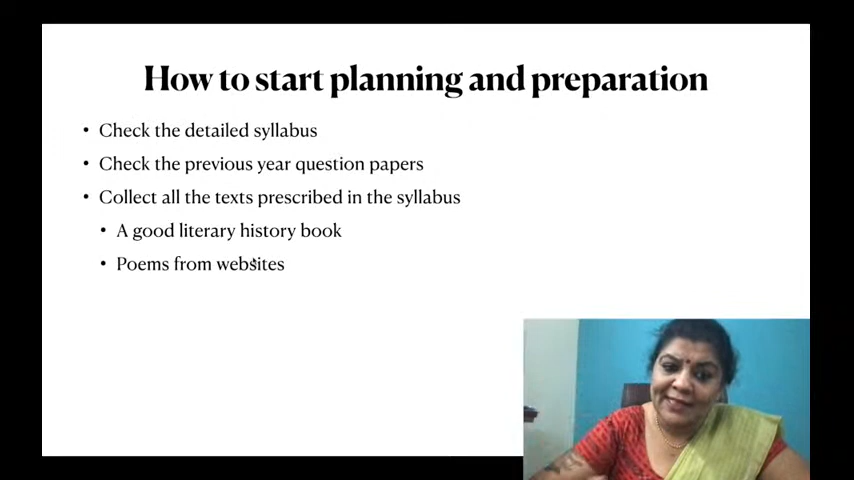 How to start planning and preparation
• Check the detailed syllabus
• Check the previous year question papers
• Collect all the texts prescribed in the syllabus
• A good literary history book
• Poems from websites